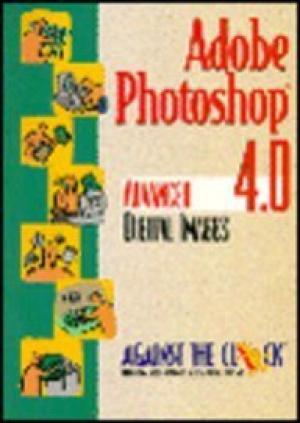 Adobe
Photoshop
4.0
ADVANCED
DIGITAL IMAGES
AGAINST THE CLOCK